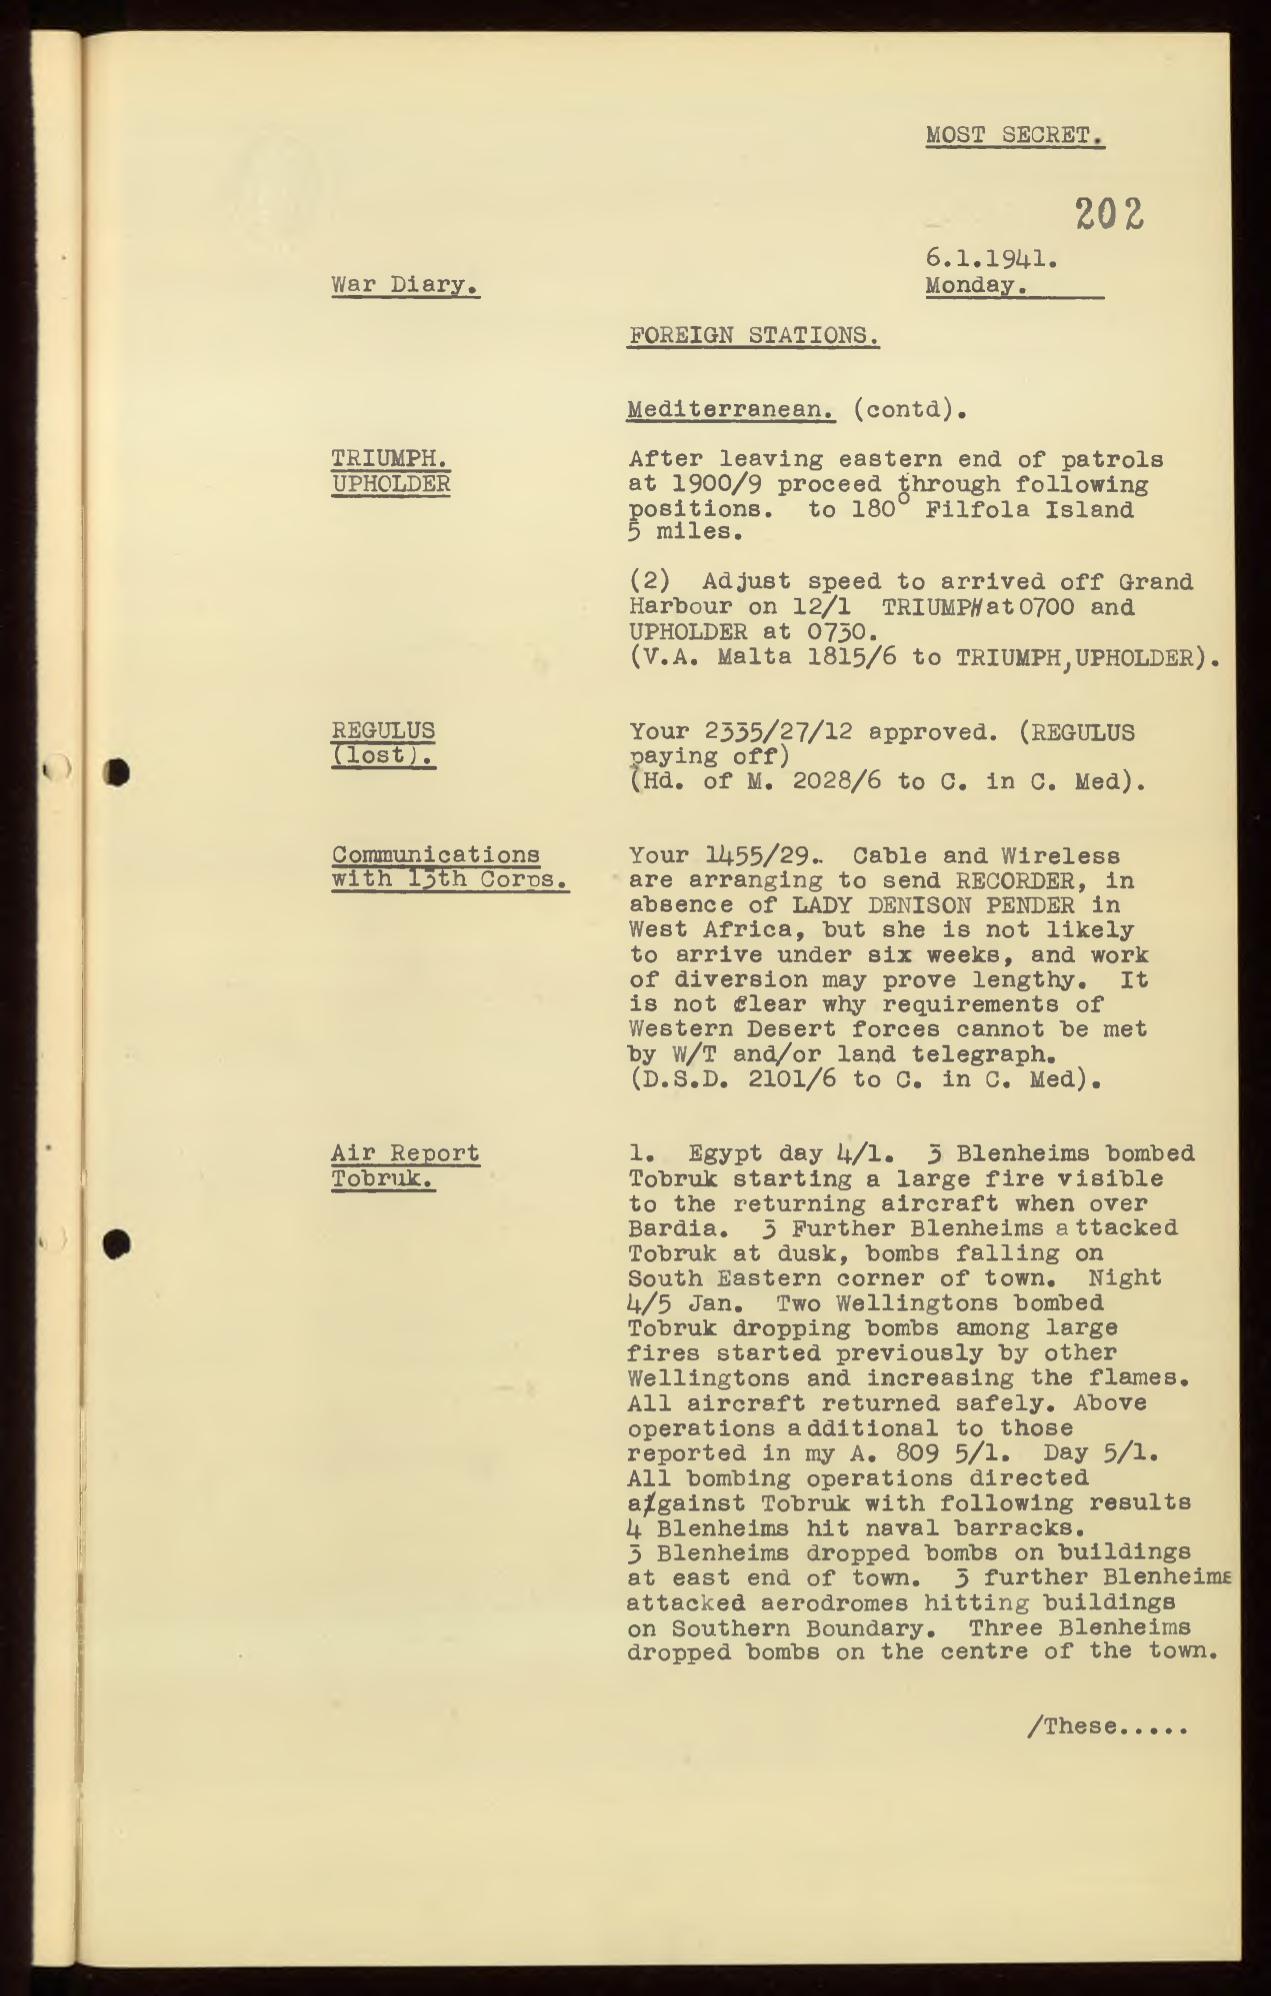 MOST SECRET.
202
6.1.1941.
War Diary.
Monday.
FOREIGN STATIONS.
Mediterranean. (contd).
TRIUMPH.
UPHOLDER
After leaving eastern end of patrols
at 1900/9 proceed through following
positions. to 180° Filfola Island
5 miles.
(2) Adjust speed to arrived off Grand
Harbour on 12/1 TRIUMPH at 0700 and
UPHOLDER at 0730.
(V.A. Malta 1815/6 to TRIUMPH, UPHOLDER).
REGULUS
(lost).
Your 2335/27/12 approved. (REGULUS
paying off)
(Hd. of M. 2028/6 to C. in C. Med).
Communications
with 13th Corps.
Your 1455/29.. Cable and Wireless
are arranging to send RECORDER, in
absence of LADY DENISON PENDER in
West Africa, but she is not likely
to arrive under six weeks, and work
of diversion may prove lengthy. It
is not clear why requirements of
Western Desert forces cannot be met
by W/T and/or land telegraph.
(D.S.D. 2101/6 to C. in C. Med).
Air Report
Tobruk.
1. Egypt day 4/1. 3 Blenheims bombed
Tobruk starting a large fire visible
to the returning aircraft when over
Bardia. 3 Further Blenheims attacked
Tobruk at dusk, bombs falling on
South Eastern corner of town. Night
4/5 Jan. Two Wellingtons bombed
Tobruk dropping bombs among large
fires started previously by other
Wellingtons and increasing the flames.
All aircraft returned safely. Above
operations additional to those
reported in my A. 809 5/1. Day 5/1.
All bombing operations directed
against Tobruk with following results
4 Blenheims hit naval barracks.
3 Blenheims dropped bombs on buildings
at east end of town. 3 further Blenheims
attacked aerodromes hitting buildings
on Southern Boundary. Three Blenheims
dropped bombs on the centre of the town.
/These.....